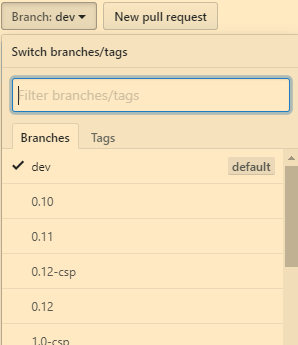 Branch: dev New pull request
Switch branches/tags
Filter branches/tags
Branches Tags
dev default
0.10
0.11
0.12-csp
0.12
1.0-csp